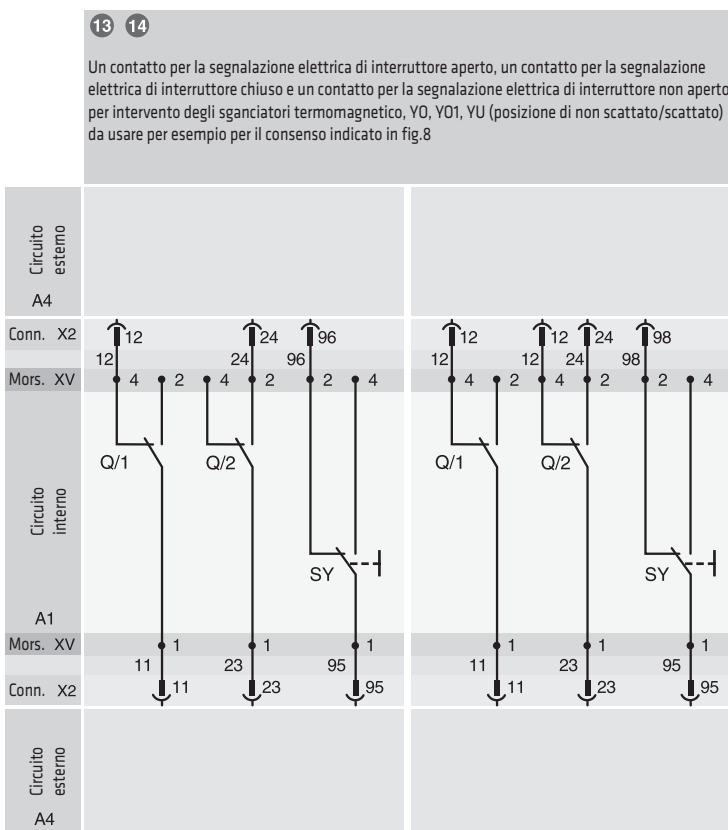 13 14
Un contatto per la segnalazione elettrica di interruttore aperto, un contatto per la segnalazione
elettrica di interruttore chiuso e un contatto per la segnalazione elettrica di interruttore non aperto
per intervento degli sganciatori termomagnetico, YO, YO1, YU (posizione di non scattato/scattato)
da usare per esempio per il consenso indicato in fig.8
Circuito
esterno
A4
Conn. X2 12 24 96 12 12 24 98
12 24 96 12 12 24 98
Mors. XV 4 2 4 2 2 4 4 2 4 2 2 4
Q/1 Q/2 Q/1 Q/2
Circuito
interno
SY SY
A1
Mors. XV 1 1 1 1 1 1
11 23 95 11 23 95
Conn. X2 11 23 95 11 23 95
Circuito
esterno
A4